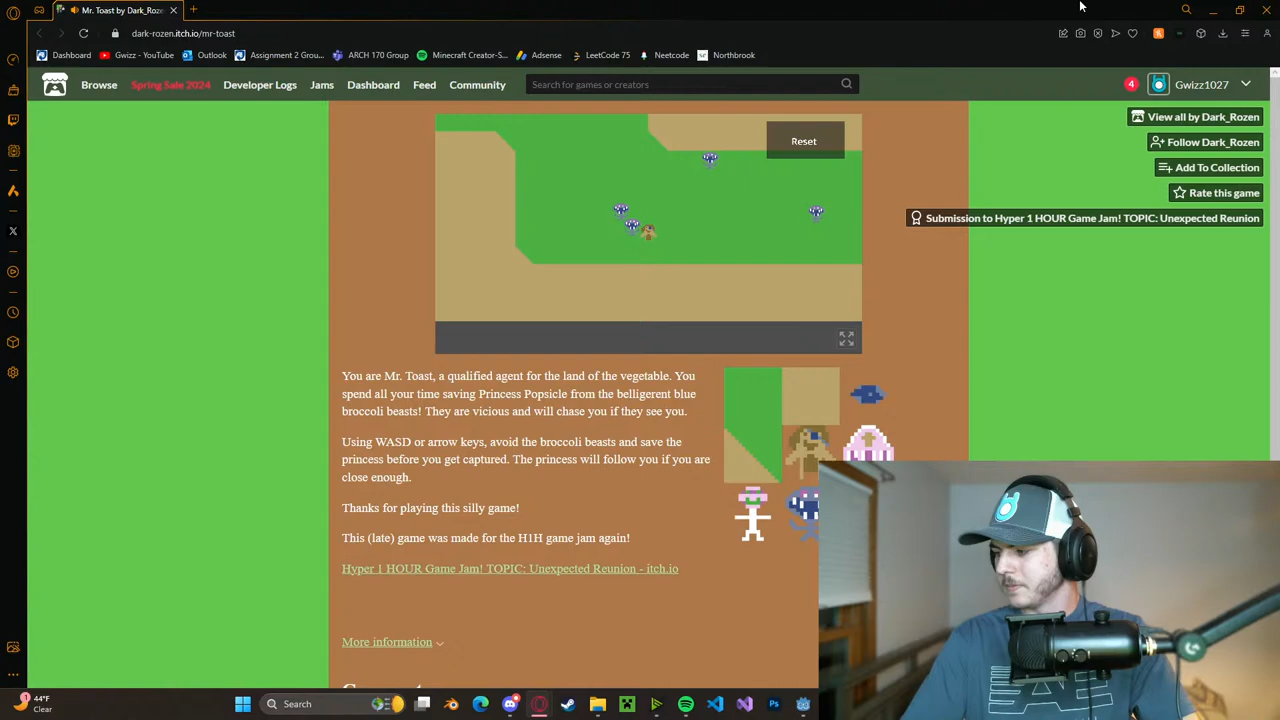 Mr. Toast by Dark_Roze
dark-rozen.itch.io/mr-toast
Dashboard
Gwizz - YouTube
Outlook
Assignment 2 Grou...
ARCH 170 Group
Minecraft Creator-S...
Adsense
LeetCode 75
Neetcode
Northbrook
Browse
Spring Sale 2024
Developer Logs
Jams
Dashboard
Feed
Community
Search for games or creators
4
Gwizz1027
View all by Dark_Rozen
Follow Dark_Rozen
Add To Collection
Rate this game
Submission to Hyper 1 HOUR Game Jam! TOPIC: Unexpected Reunion
Reset
You are Mr. Toast, a qualified agent for the land of the vegetable. You
spend all your time saving Princess Popsicle from the belligerent blue
broccoli beasts! They are vicious and will chase you if they see you.
Using WASD or arrow keys, avoid the broccoli beasts and save the
princess before you get captured. The princess will follow you if you are
close enough.
Thanks for playing this silly game!
This (late) game was made for the H1H game jam again!
Hyper 1 HOUR Game Jam! TOPIC: Unexpected Reunion - itch.io
More information
1
44°F
Clear
Search